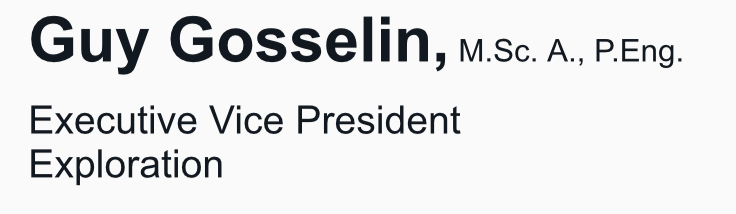 Guy Gosselin, M.Sc. A., P.Eng.
Executive Vice President
Exploration